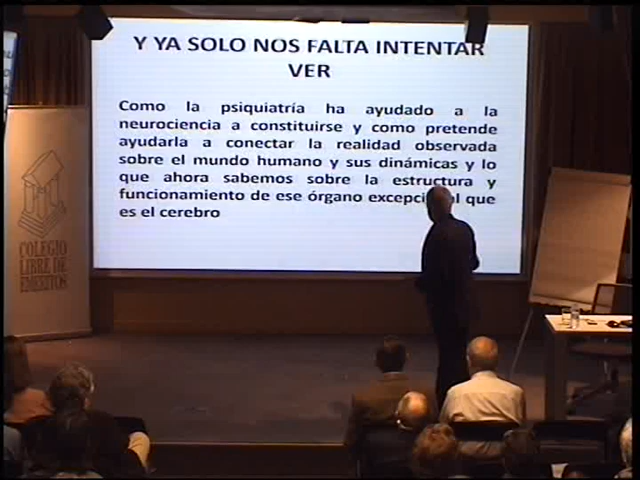 Y YA SOLO NOS FALTA INTENTAR
VER
Como la psiquiatría ha ayudado a la
neurociencia a constituirse y como pretende
ayudarla a conectar la realidad observada
sobre el mundo humano y sus dinámicas y lo
que ahora sabemos sobre la estructura y
funcionamiento de ese órgano que
es el cerebro
COLEGIO
LIBRE DE
EMERITOS